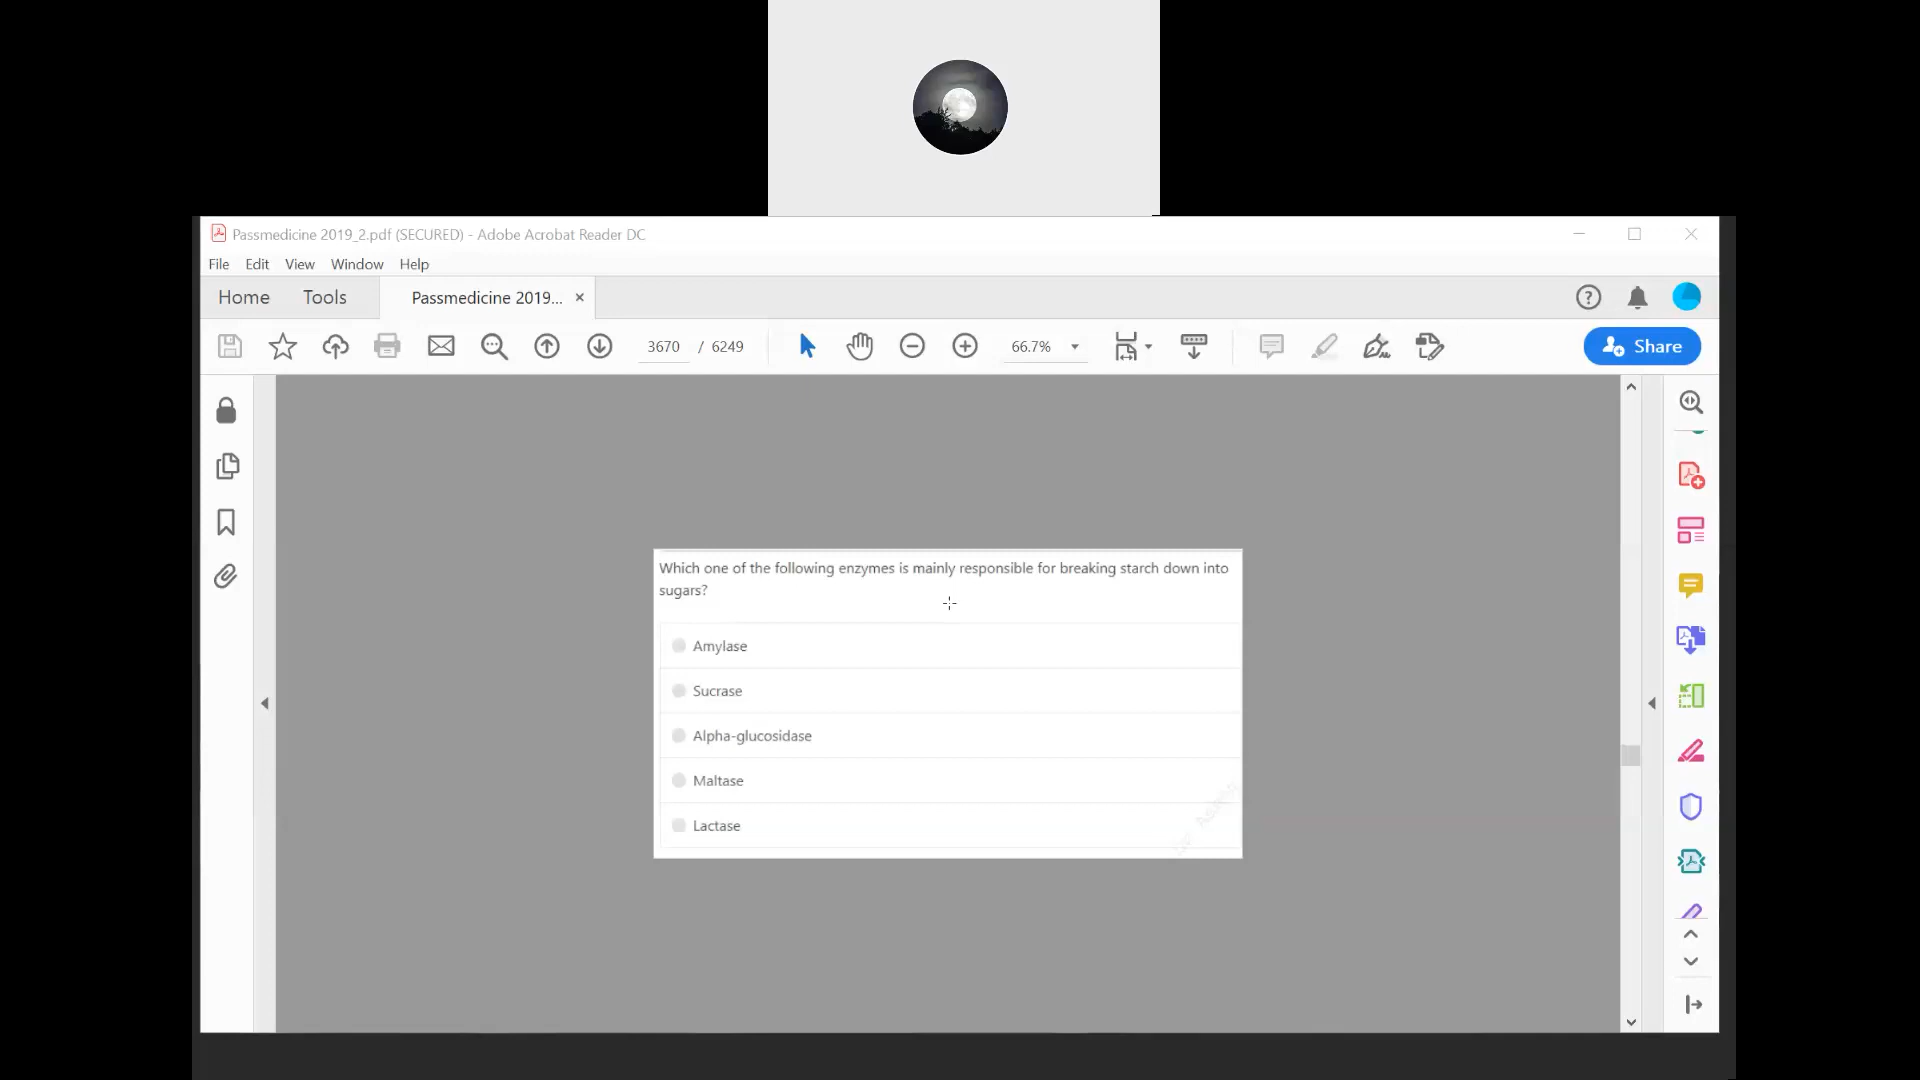 Passmedicine 2019_2.pdf (SECURED) - Adobe Acrobat Reader DC
File Edit View Window Help
Home Tools Passmedicine 2019...
3670 / 6249 66.7% Share
Which one of the following enzymes is mainly responsible for breaking starch down into
sugars?
Amylase
Sucrase
Alpha-glucosidase
Maltase
Lactase